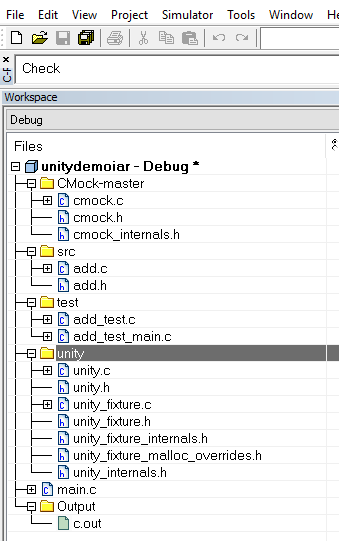 File Edit View Project Simulator Tools Window He
C-F
Check
Workspace
Debug
Files
unitydemoiar - Debug *
CMock-master
cmock.c
cmock.h
cmock_internals.h
src
add.c
add.h
test
add_test.c
add_test_main.c
unity
unity.c
unity.h
unity_fixture.c
unity_fixture.h
unity_fixture_internals.h
unity_fixture_malloc_overrides.h
unity_internals.h
main.c
Output
c.out